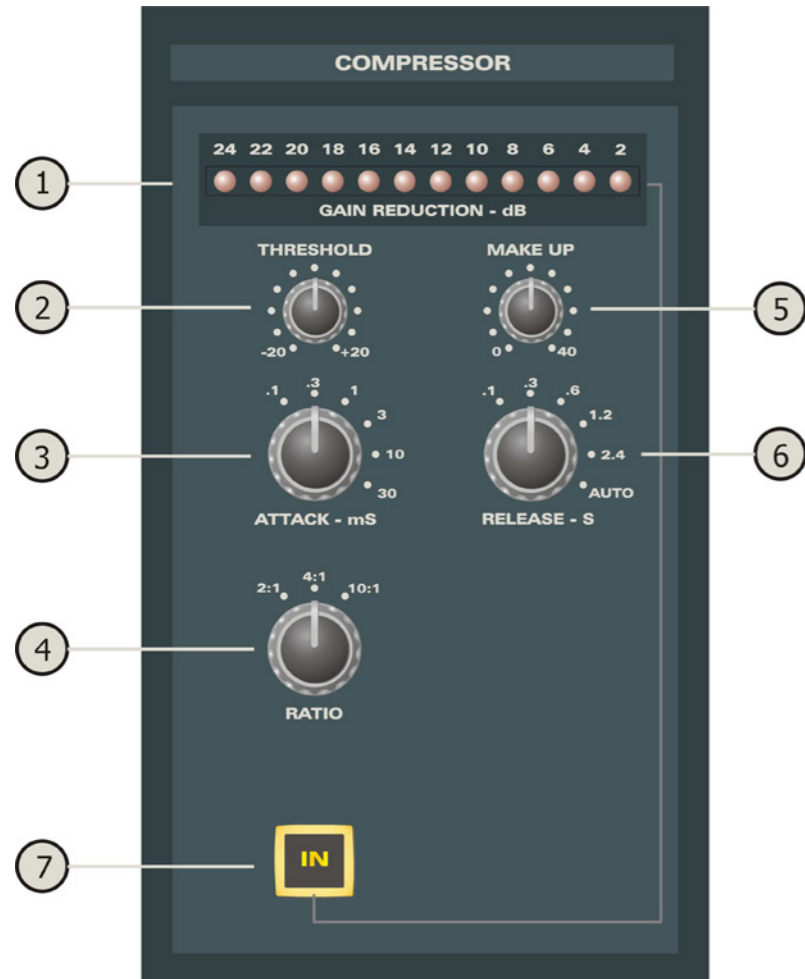 COMPRESSOR
24 22 20 18 16 14 12 10 8 6 4 2
1
GAIN REDUCTION - dB
THRESHOLD
MAKE UP
2
5
-20 +20
0 40
.1 .3 1 3 10 30
.1 .3 .6 1.2 2.4 AUTO
3
6
ATTACK - mS
RELEASE - S
2:1 4:1 10:1
4
RATIO
7
IN